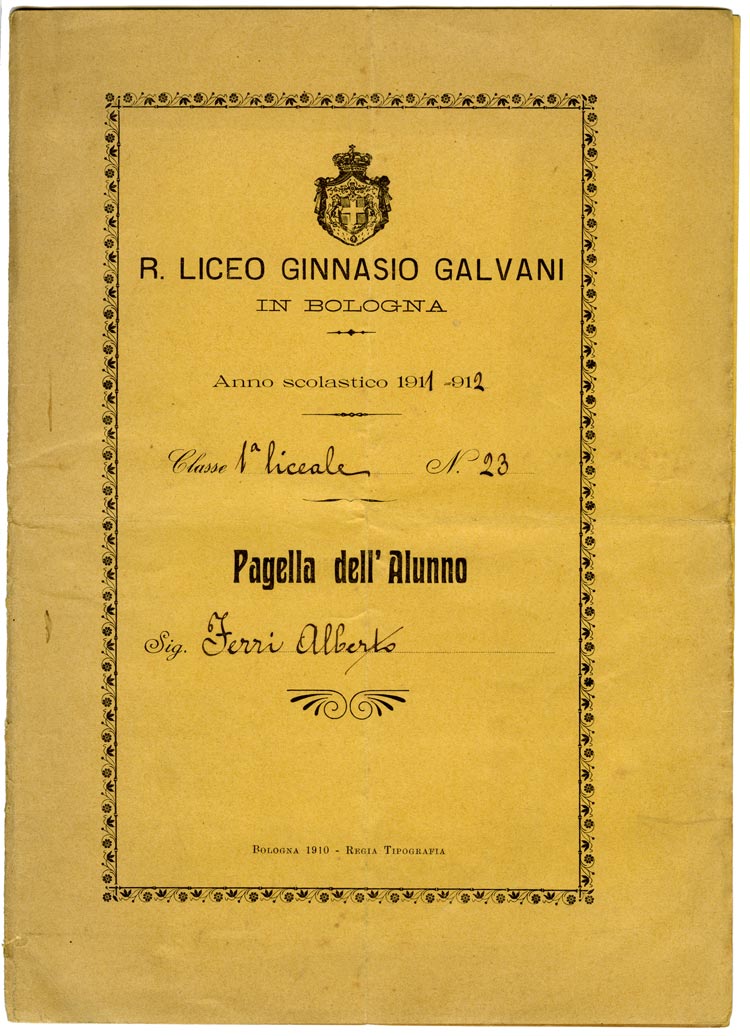 R. LICEO GINNASIO GALVANI
IN BOLOGNA
Anno scolastico 1911-912
Classe 1ª liceale N. 23
Pagella dell'Alunno
Sig. Ferri Alberto
Bologna 1910 - Regia Tipografia